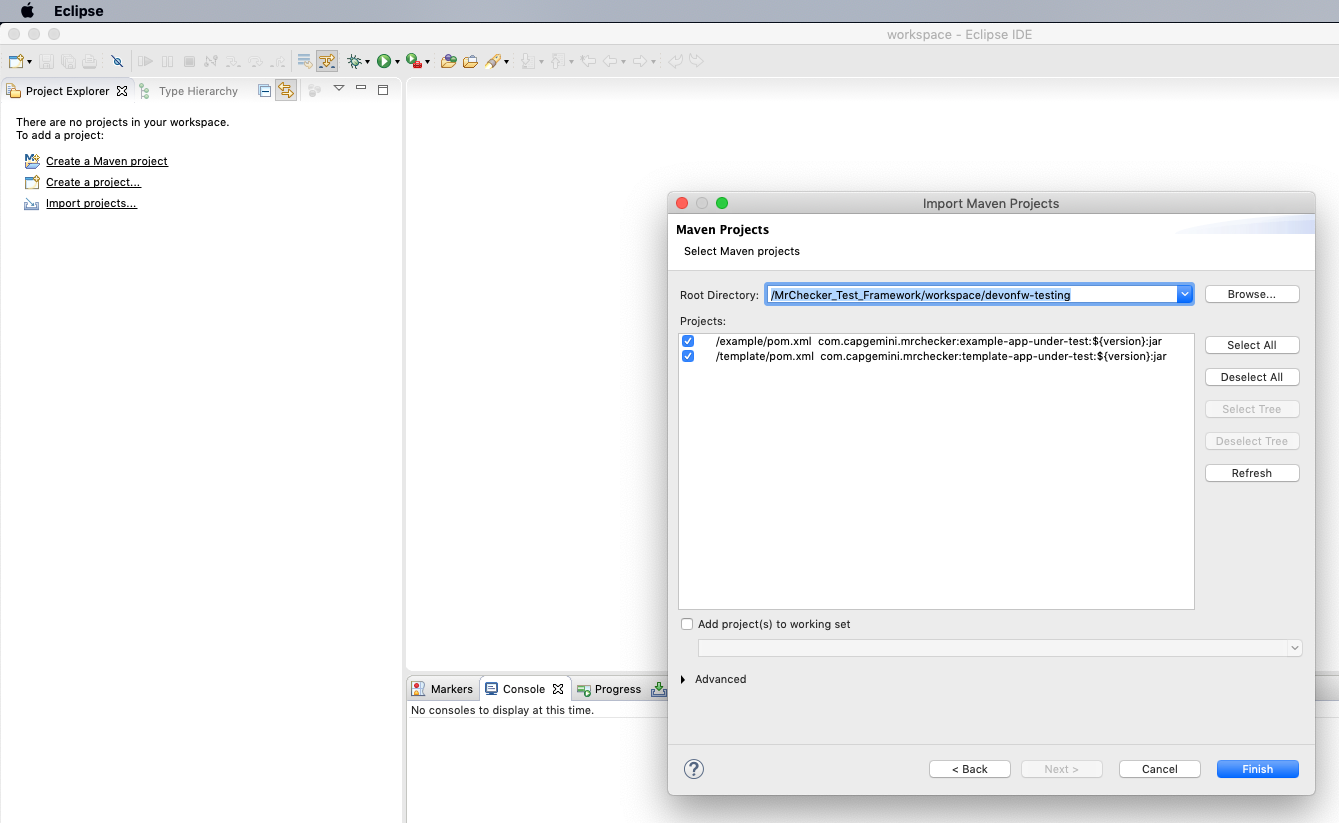 Eclipse
workspace - Eclipse IDE
Project Explorer
Type Hierarchy
There are no projects in your workspace.
To add a project:
Create a Maven project
Create a project...
Import projects...
Import Maven Projects
Maven Projects
Select Maven projects
Root Directory: /MrChecker_Test_Framework/workspace/devonfw-testing Browse...
Projects:
/example/pom.xml com.capgemini.mrchecker:example-app-under-test:${version}:jar
/template/pom.xml com.capgemini.mrchecker:template-app-under-test:${version}:jar
Select All
Deselect All
Select Tree
Deselect Tree
Refresh
Add project(s) to working set
Advanced
Markers
Console
Progress
No consoles to display at this time.
?
< Back
Next >
Cancel
Finish